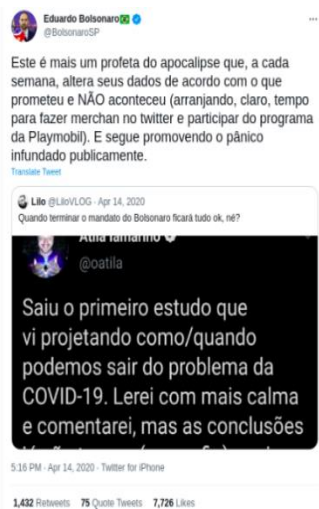 Eduardo Bolsonaro
@BolsonaroSP
Este é mais um profeta do apocalipse que, a cada
semana, altera seus dados de acordo com o que
prometeu e NÃO aconteceu (arranjando, claro, tempo
para fazer merchan no twitter e participar do programa
da Playmobil). E segue promovendo o pânico
infundado publicamente.
Translate Tweet
Lilo @LiloVLOG · Apr 14, 2020
Quando terminar o mandato do Bolsonaro ficará tudo ok, né?
Atila Iamarino
@oatila
Saiu o primeiro estudo que
vi projetando como/quando
podemos sair do problema da
COVID-19. Lerei com mais calma
e comentarei, mas as conclusões
5:16 PM · Apr 14, 2020 · Twitter for iPhone
1,432 Retweets 75 Quote Tweets 7,726 Likes